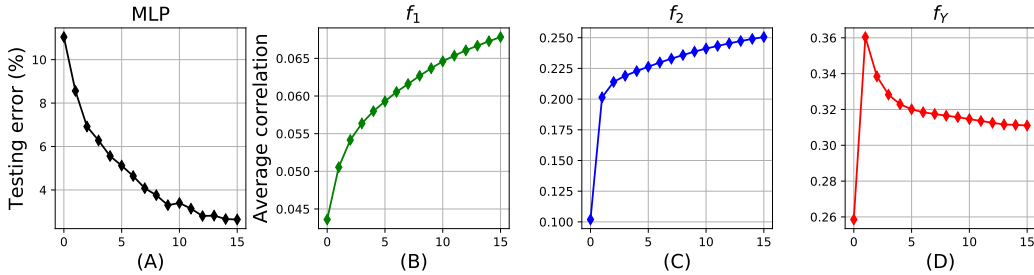 MLP
Testing error (%)
10
8
6
4
0 5 10 15
(A)
f1
Average correlation
0.065
0.060
0.055
0.050
0.045
0 5 10 15
(B)
f2
0.250
0.225
0.200
0.175
0.150
0.125
0.100
0 5 10 15
(C)
fY
0.36
0.34
0.32
0.30
0.28
0.26
0 5 10 15
(D)